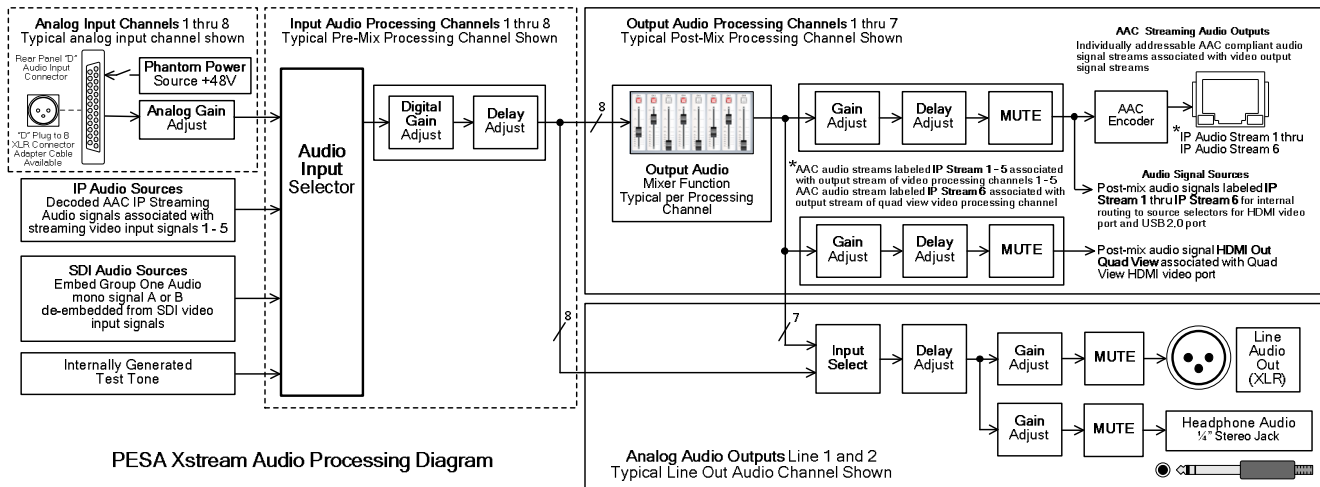 Analog Input Channels 1 thru 8
Typical analog input channel shown
Rear Panel "D"
Audio Input
Connector
Phantom Power
Source +48V
Analog Gain
Adjust
"D" Plug to 8
XLR Connector
Adapter Cable
Available
IP Audio Sources
Decoded AAC IP Streaming
Audio signals associated with
streaming video input signals 1 - 5
SDI Audio Sources
Embed Group One Audio
mono signal A or B
de-embedded from SDI video
input signals
Internally Generated
Test Tone
Input Audio Processing Channels 1 thru 8
Typical Pre-Mix Processing Channel Shown
Audio
Input
Selector
Digital
Gain
Adjust
Delay
Adjust
8
8
Output Audio Processing Channels 1 thru 7
Typical Post-Mix Processing Channel Shown
Output Audio
Mixer Function
Typical per Processing
Channel
Gain
Adjust
Delay
Adjust
MUTE
*AAC audio streams labeled IP Stream 1 - 5 associated
with output stream of video processing channels 1 - 5
AAC audio stream labeled IP Stream 6 associated with
output stream of quad view video processing channel
Gain
Adjust
Delay
Adjust
MUTE
AAC Streaming Audio Outputs
Individually addressable AAC compliant audio
signal streams associated with video output
signal streams
AAC
Encoder
*IP Audio Stream 1 thru
IP Audio Stream 6
Audio Signal Sources
Post-mix audio signals labeled IP
Stream 1 thru IP Stream 6 for internal
routing to source selectors for HDMI video
port and USB 2.0 port
Post-mix audio signal HDMI Out
Quad View associated with Quad
View HDMI video port
7
Input
Select
Delay
Adjust
Gain
Adjust
MUTE
Line
Audio
Out
(XLR)
Gain
Adjust
MUTE
Headphone Audio
¼" Stereo Jack
Analog Audio Outputs Line 1 and 2
Typical Line Out Audio Channel Shown
PESA Xstream Audio Processing Diagram